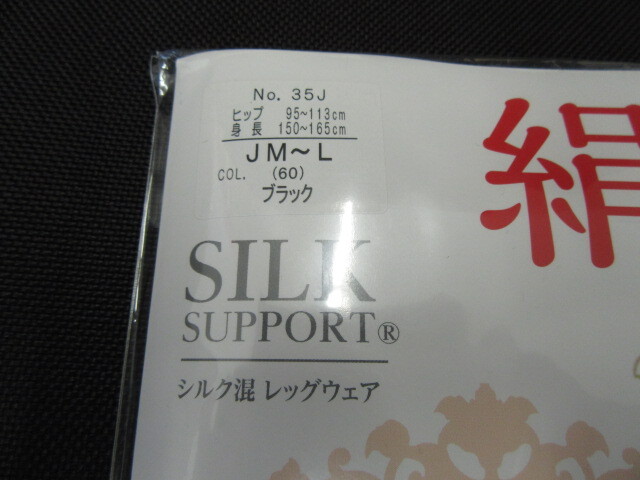 No. 35J
ヒップ 95~113cm
身長 150~165cm
JM~L
COL. (60)
ブラック
絹
SILK
SUPPORT®
シルク混 レッグウェア